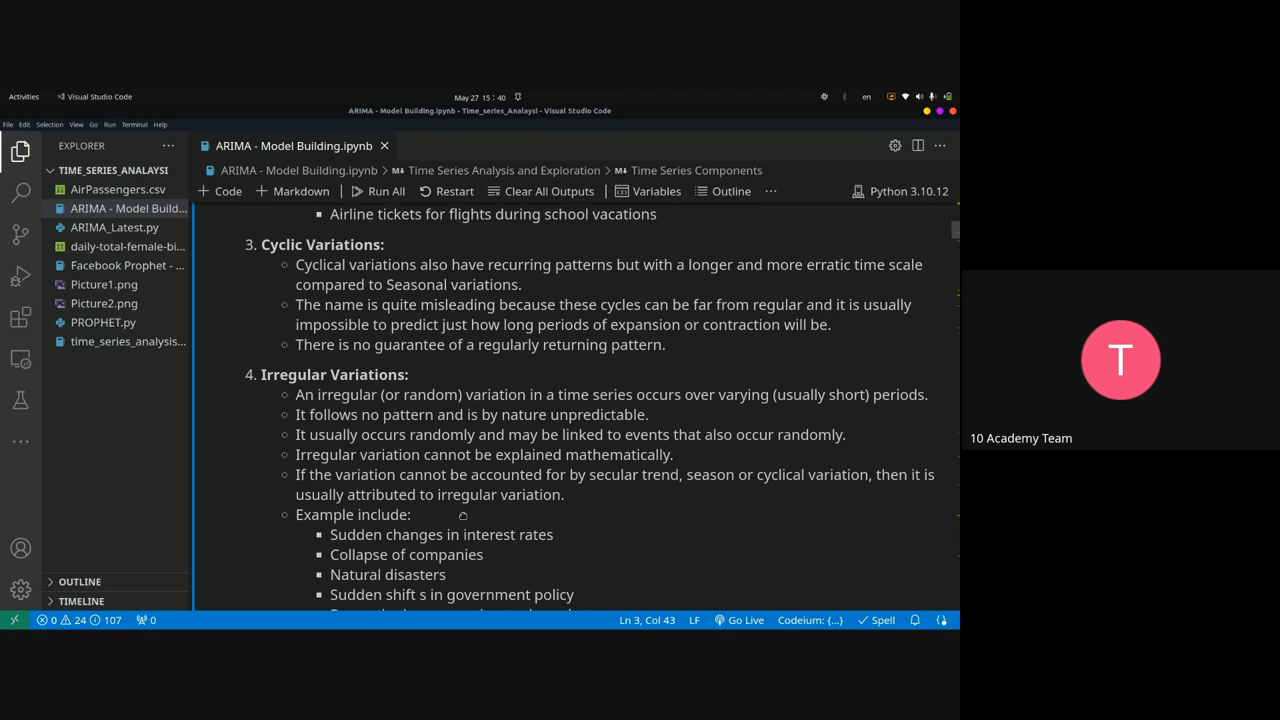 Activities
Visual Studio Code
May 27 15:40
en
ARIMA - Model Building.ipynb - Time_series_Analaysi - Visual Studio Code
File Edit Selection View Go Run Terminal Help
EXPLORER
ARIMA - Model Building.ipynb
TIME_SERIES_ANALAYSI
ARIMA - Model Building.ipynb > Time Series Analysis and Exploration > Time Series Components
AirPassengers.csv
+ Code + Markdown Run All Restart Clear All Outputs Variables Outline ... Python 3.10.12
ARIMA - Model Build...
ARIMA_Latest.py
daily-total-female-bi...
Facebook Prophet - ...
Picture1.png
Picture2.png
PROPHET.py
time_series_analysis...
OUTLINE
TIMELINE
Airline tickets for flights during school vacations
3. Cyclic Variations:
Cyclical variations also have recurring patterns but with a longer and more erratic time scale
compared to Seasonal variations.
The name is quite misleading because these cycles can be far from regular and it is usually
impossible to predict just how long periods of expansion or contraction will be.
There is no guarantee of a regularly returning pattern.
4. Irregular Variations:
An irregular (or random) variation in a time series occurs over varying (usually short) periods.
It follows no pattern and is by nature unpredictable.
It usually occurs randomly and may be linked to events that also occur randomly.
Irregular variation cannot be explained mathematically.
If the variation cannot be accounted for by secular trend, season or cyclical variation, then it is
usually attributed to irregular variation.
Example include:
Sudden changes in interest rates
Collapse of companies
Natural disasters
Sudden shift s in government policy
0 24 107 0
Ln 3, Col 43 LF Go Live Codeium: {...} Spell
T
10 Academy Team